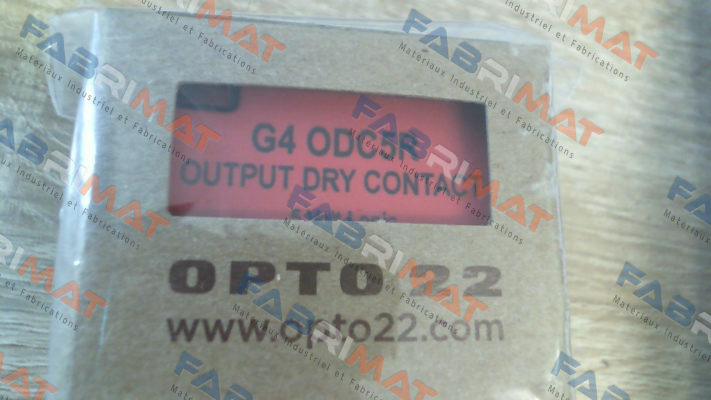 G4 ODC5R
OUTPUT DRY CONTAC
OPTO 22
www.opto22.com
FABRIMAT
Materiaux Industriel et Fabrications